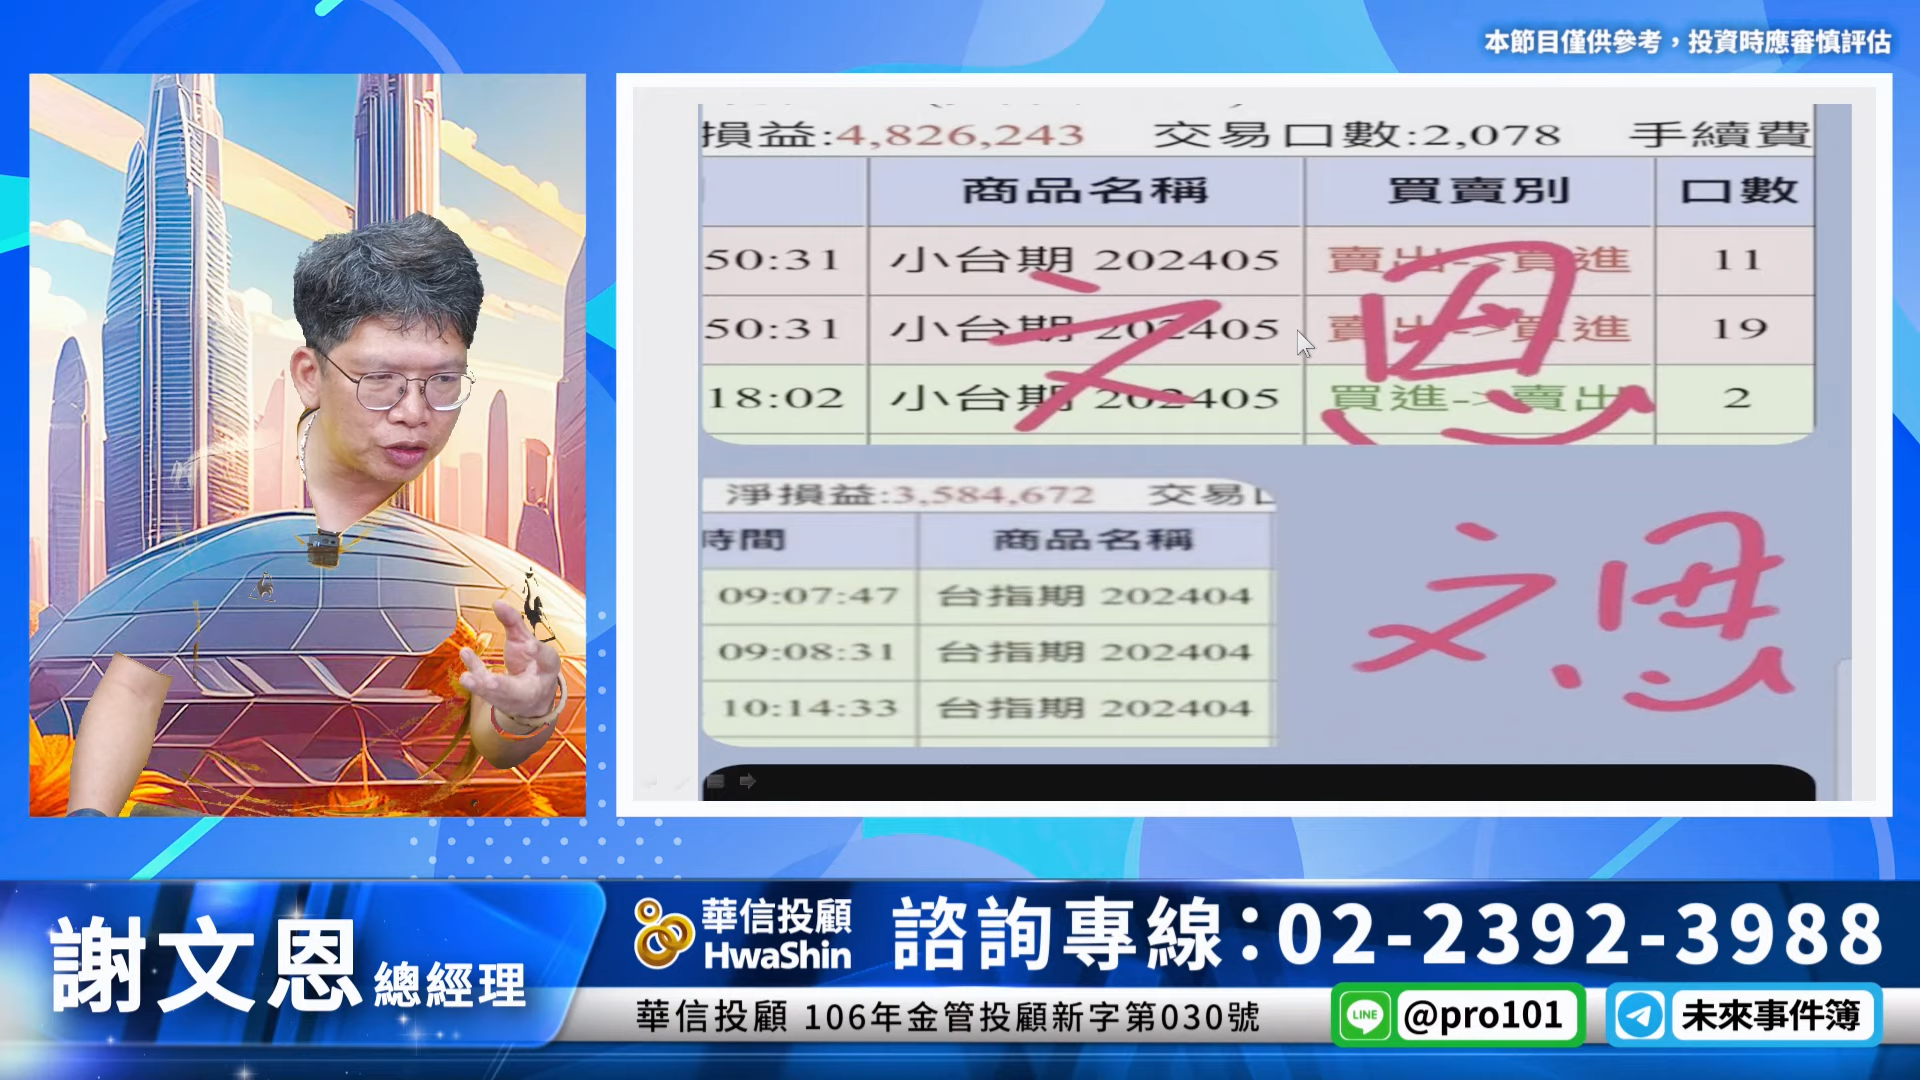 本節目僅供參考，投資時應審慎評估
損益:4,826,243 交易口數:2,078 手續費
商品名稱 買賣別 口數
50:31 小台期 202405 賣出->買進 11
50:31 小台期 202405 賣出->買進 19
18:02 小台期 202405 買進->賣出 2
文恩
淨損益:3,584,672 交易口
時間 商品名稱
09:07:47 台指期 202404
09:08:31 台指期 202404
10:14:33 台指期 202404
文恩
謝文恩 總經理
華信投顧
HwaShin
諮詢專線:02-2392-3988
華信投顧 106年金管投顧新字第030號
LINE @pro101
未來事件簿